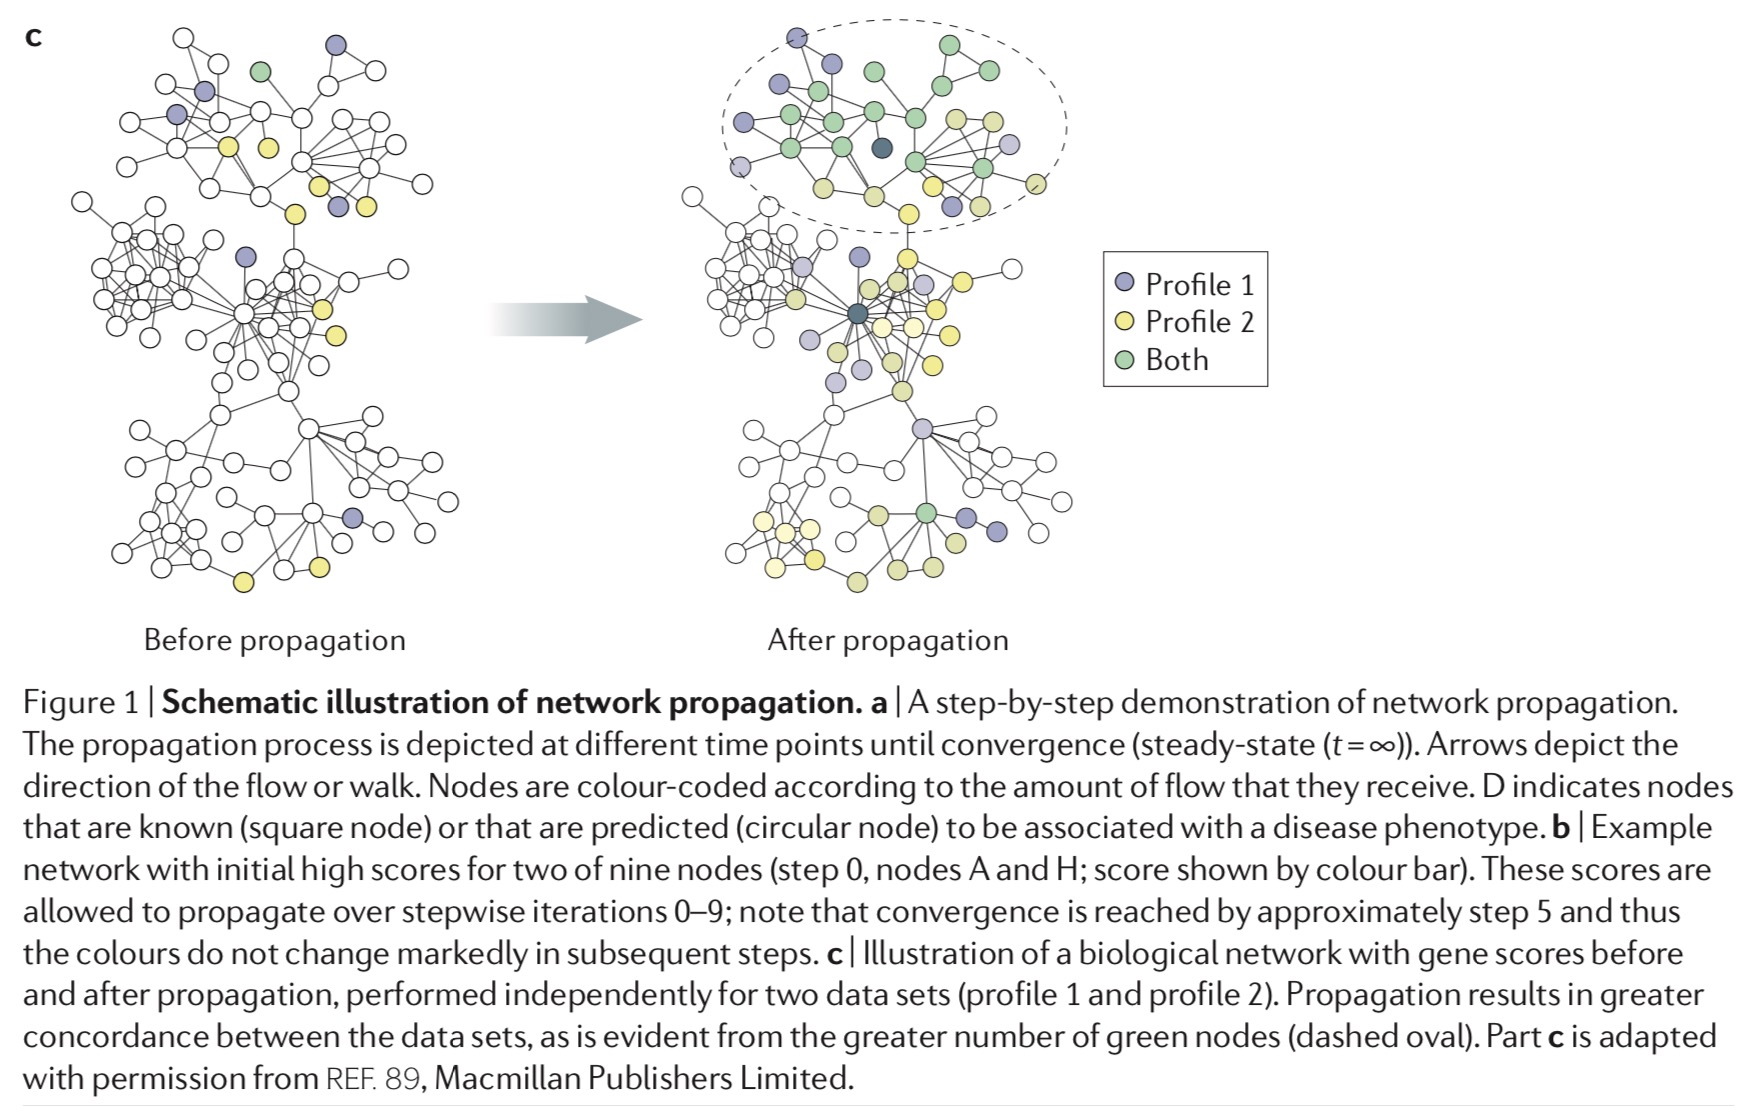 c
Profile 1
Profile 2
Both
Before propagation
After propagation
Figure 1 | Schematic illustration of network propagation. a | A step-by-step demonstration of network propagation.
The propagation process is depicted at different time points until convergence (steady-state (t = ∞)). Arrows depict the
direction of the flow or walk. Nodes are colour-coded according to the amount of flow that they receive. D indicates nodes
that are known (square node) or that are predicted (circular node) to be associated with a disease phenotype. b | Example
network with initial high scores for two of nine nodes (step 0, nodes A and H; score shown by colour bar). These scores are
allowed to propagate over stepwise iterations 0–9; note that convergence is reached by approximately step 5 and thus
the colours do not change markedly in subsequent steps. c | Illustration of a biological network with gene scores before
and after propagation, performed independently for two data sets (profile 1 and profile 2). Propagation results in greater
concordance between the data sets, as is evident from the greater number of green nodes (dashed oval). Part c is adapted
with permission from REF. 89, Macmillan Publishers Limited.